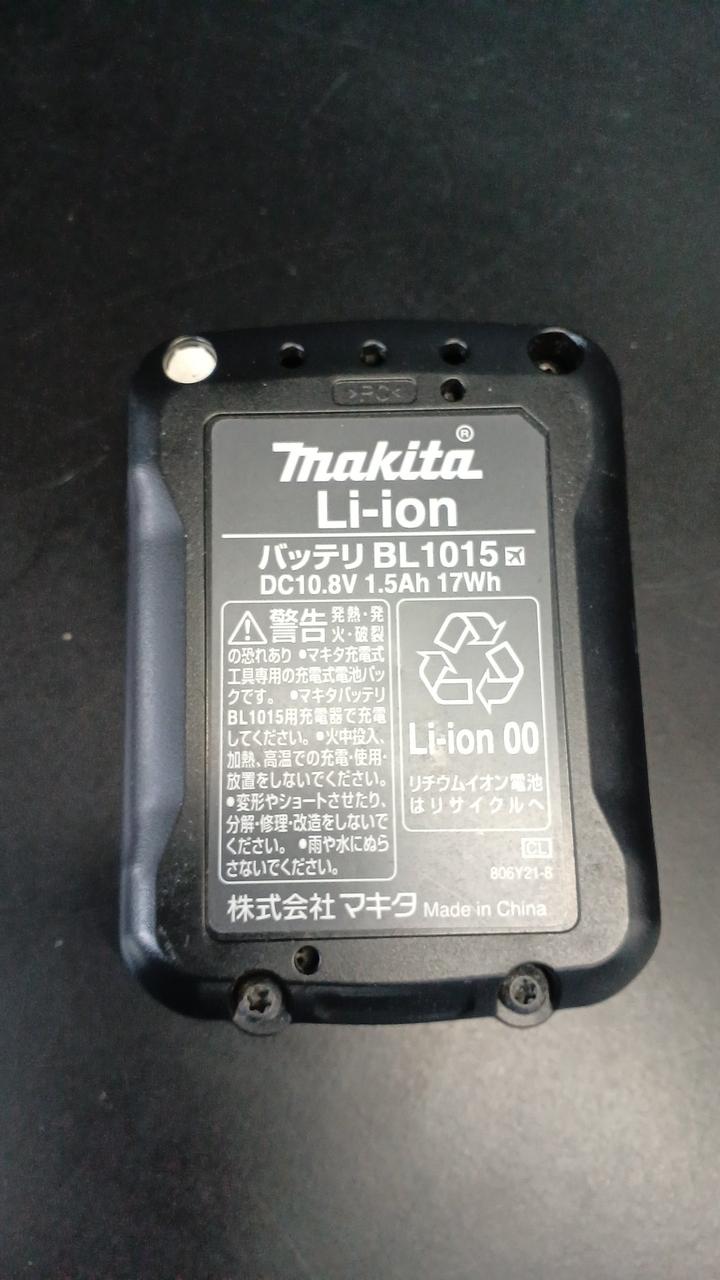 >PC<
makita®
Li-ion
バッテリ BL1015
DC10.8V 1.5Ah 17Wh
警告 発熱・発
火・破裂
の恐れあり ●マキタ充電式
工具専用の充電式電池パッ
クです。 ●マキタバッテリ
BL1015用充電器で充電
してください。●火中投入、
加熱、高温での充電・使用・
放置をしないでください。
●変形やショートさせたり、
分解・修理・改造をしないで
ください。 ●雨や水にぬら
さないでください。
Li-ion 00
リチウムイオン電池
はリサイクルへ
CL
806Y21-8
株式会社マキタ Made in China